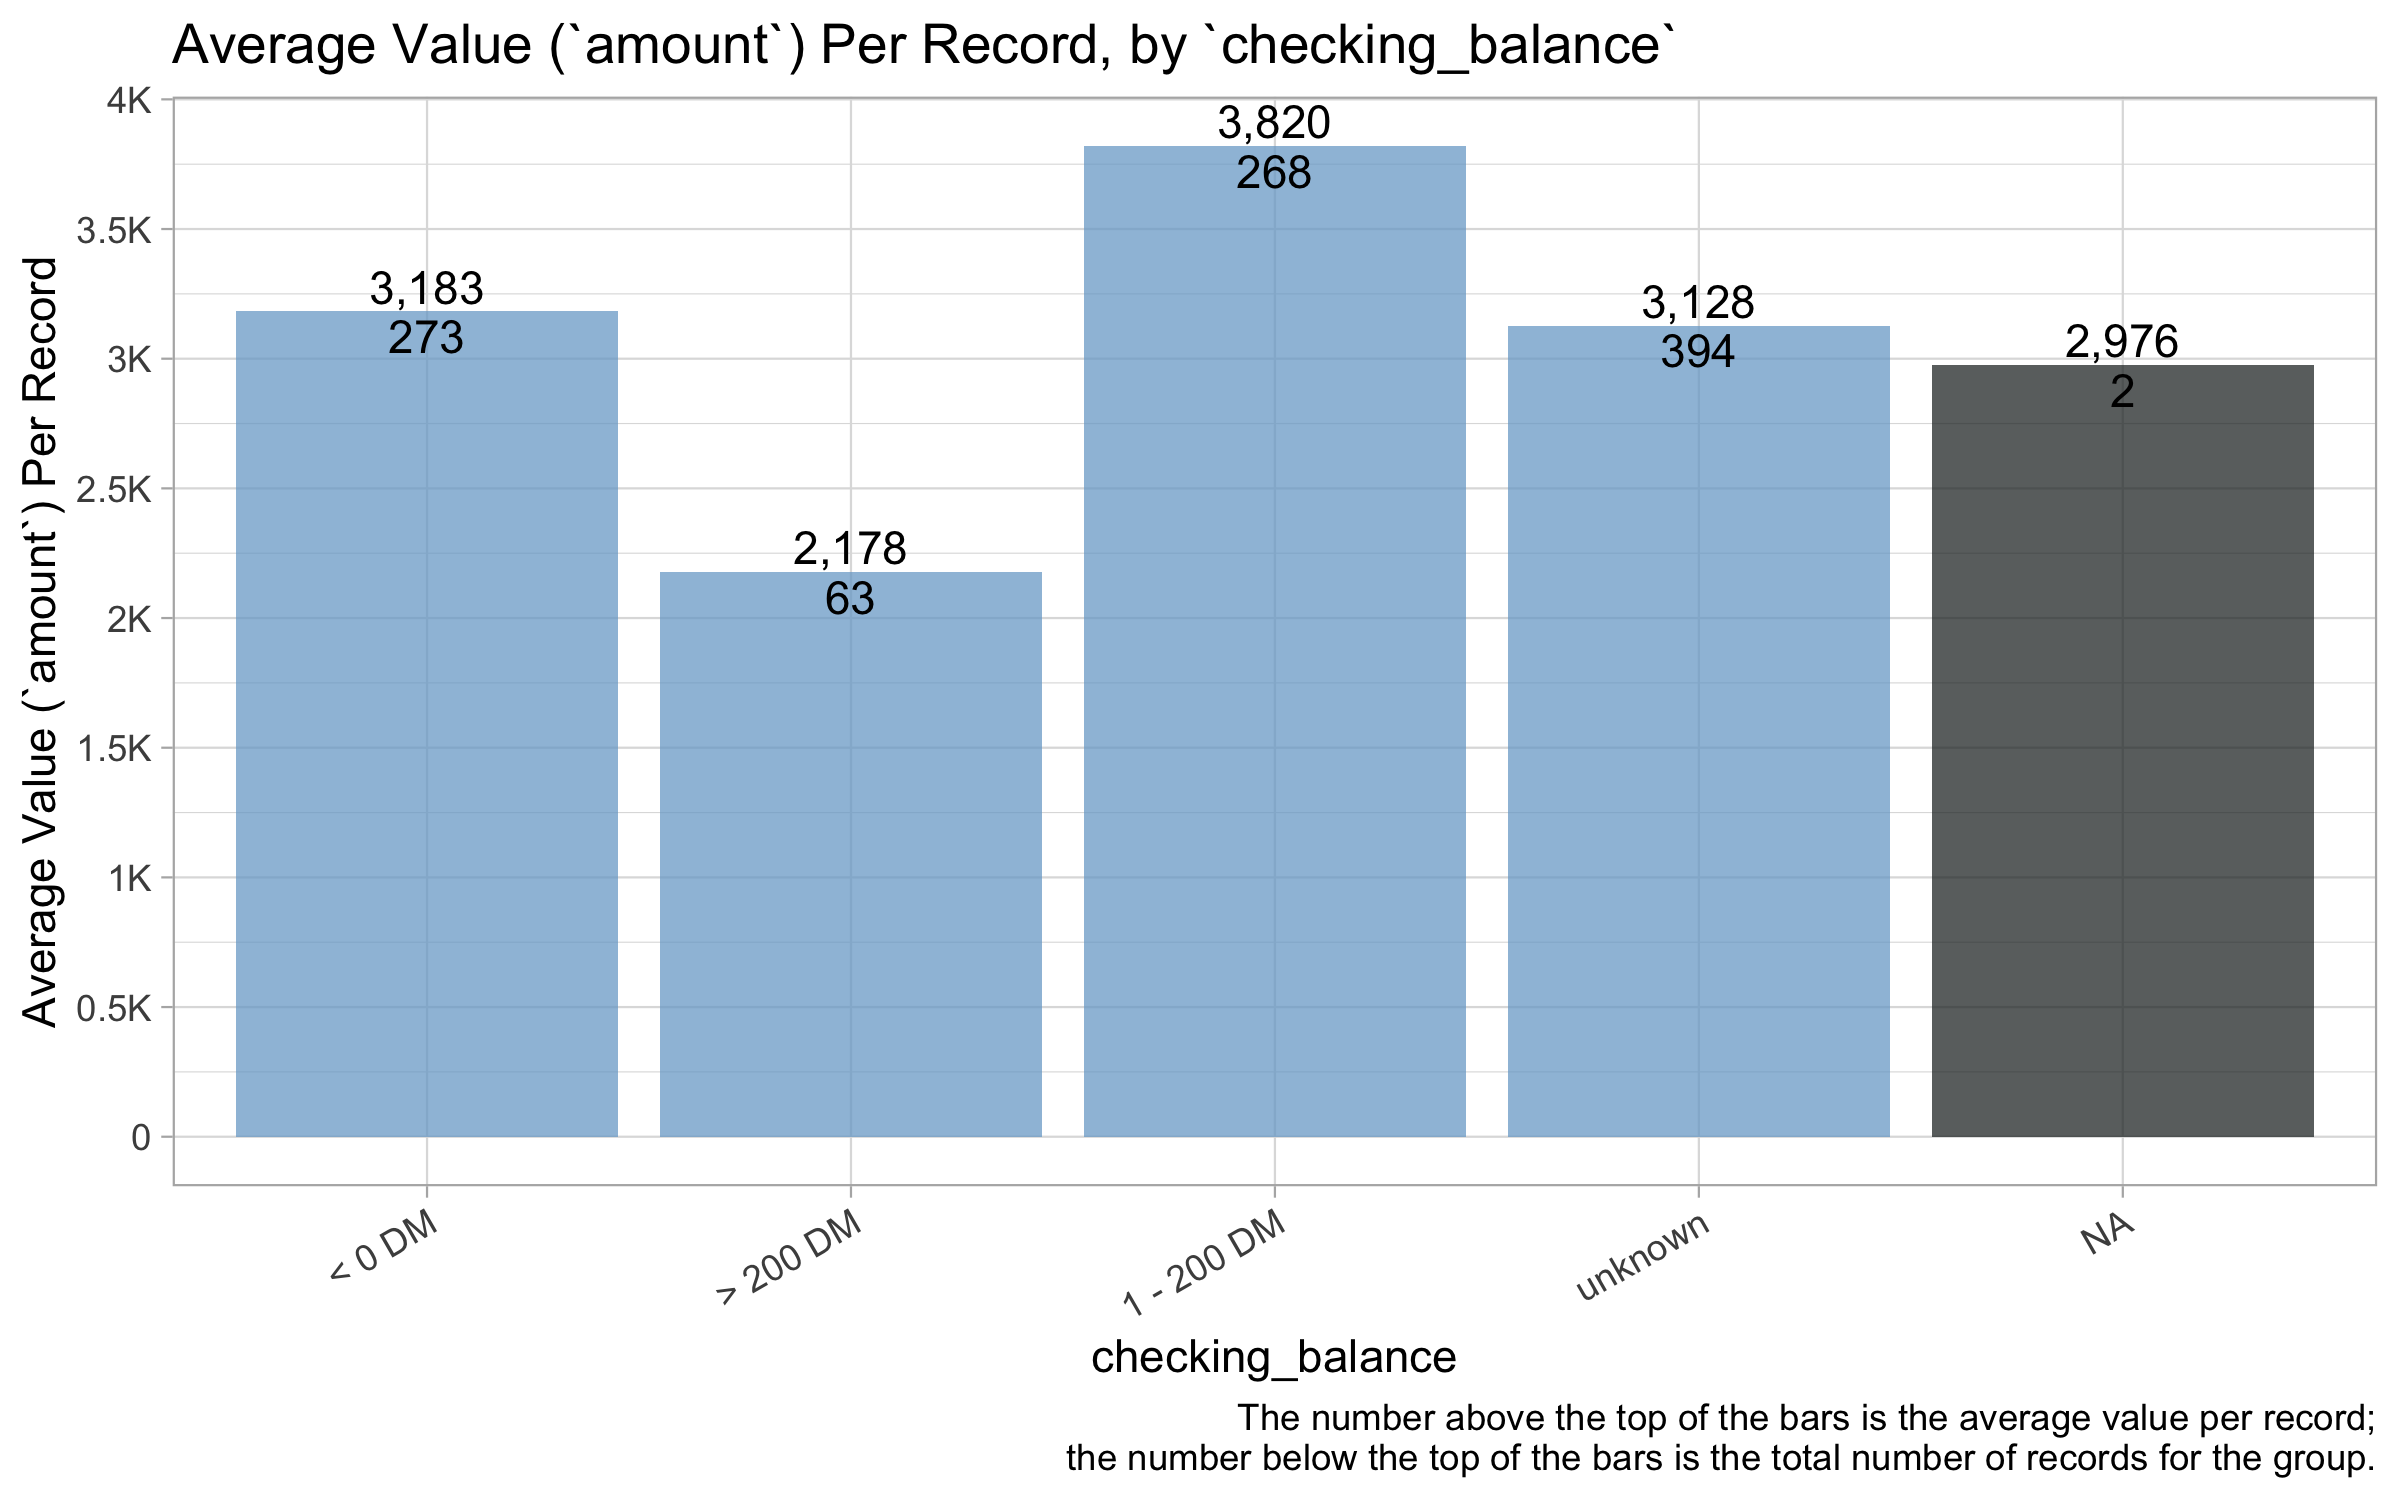 Average Value (`amount`) Per Record, by `checking_balance`
Average Value (`amount`) Per Record
4K
3.5K
3K
2.5K
2K
1.5K
1K
0.5K
0
3,183
273
2,178
63
3,820
268
3,128
394
2,976
2
< 0 DM
> 200 DM
1 - 200 DM
unknown
NA
checking_balance
The number above the top of the bars is the average value per record;
the number below the top of the bars is the total number of records for the group.